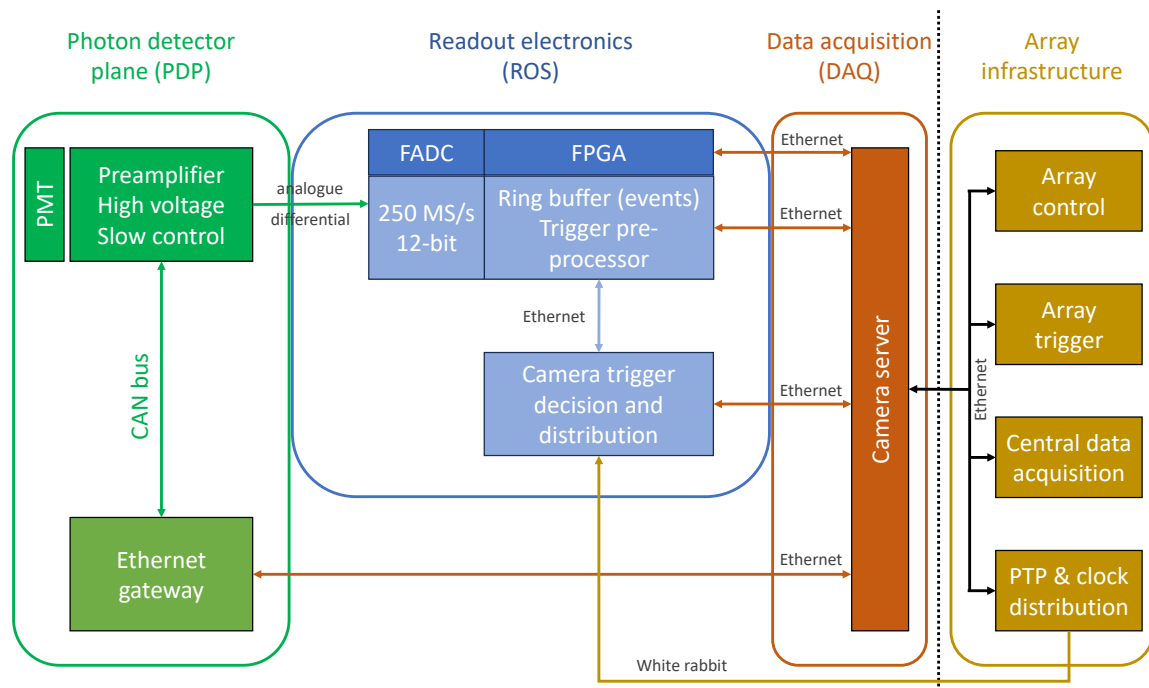 Photon detector
plane (PDP)
Readout electronics
(ROS)
Data acquisition
(DAQ)
Array
infrastructure
PMT
Preamplifier
High voltage
Slow control
analogue
differential
FADC
FPGA
250 MS/s
12-bit
Ring buffer (events)
Trigger pre-
processor
Ethernet
Ethernet
Ethernet
Camera trigger
decision and
distribution
Ethernet
CAN bus
Ethernet
gateway
Ethernet
White rabbit
Camera server
Ethernet
Array
control
Array
trigger
Central data
acquisition
PTP & clock
distribution